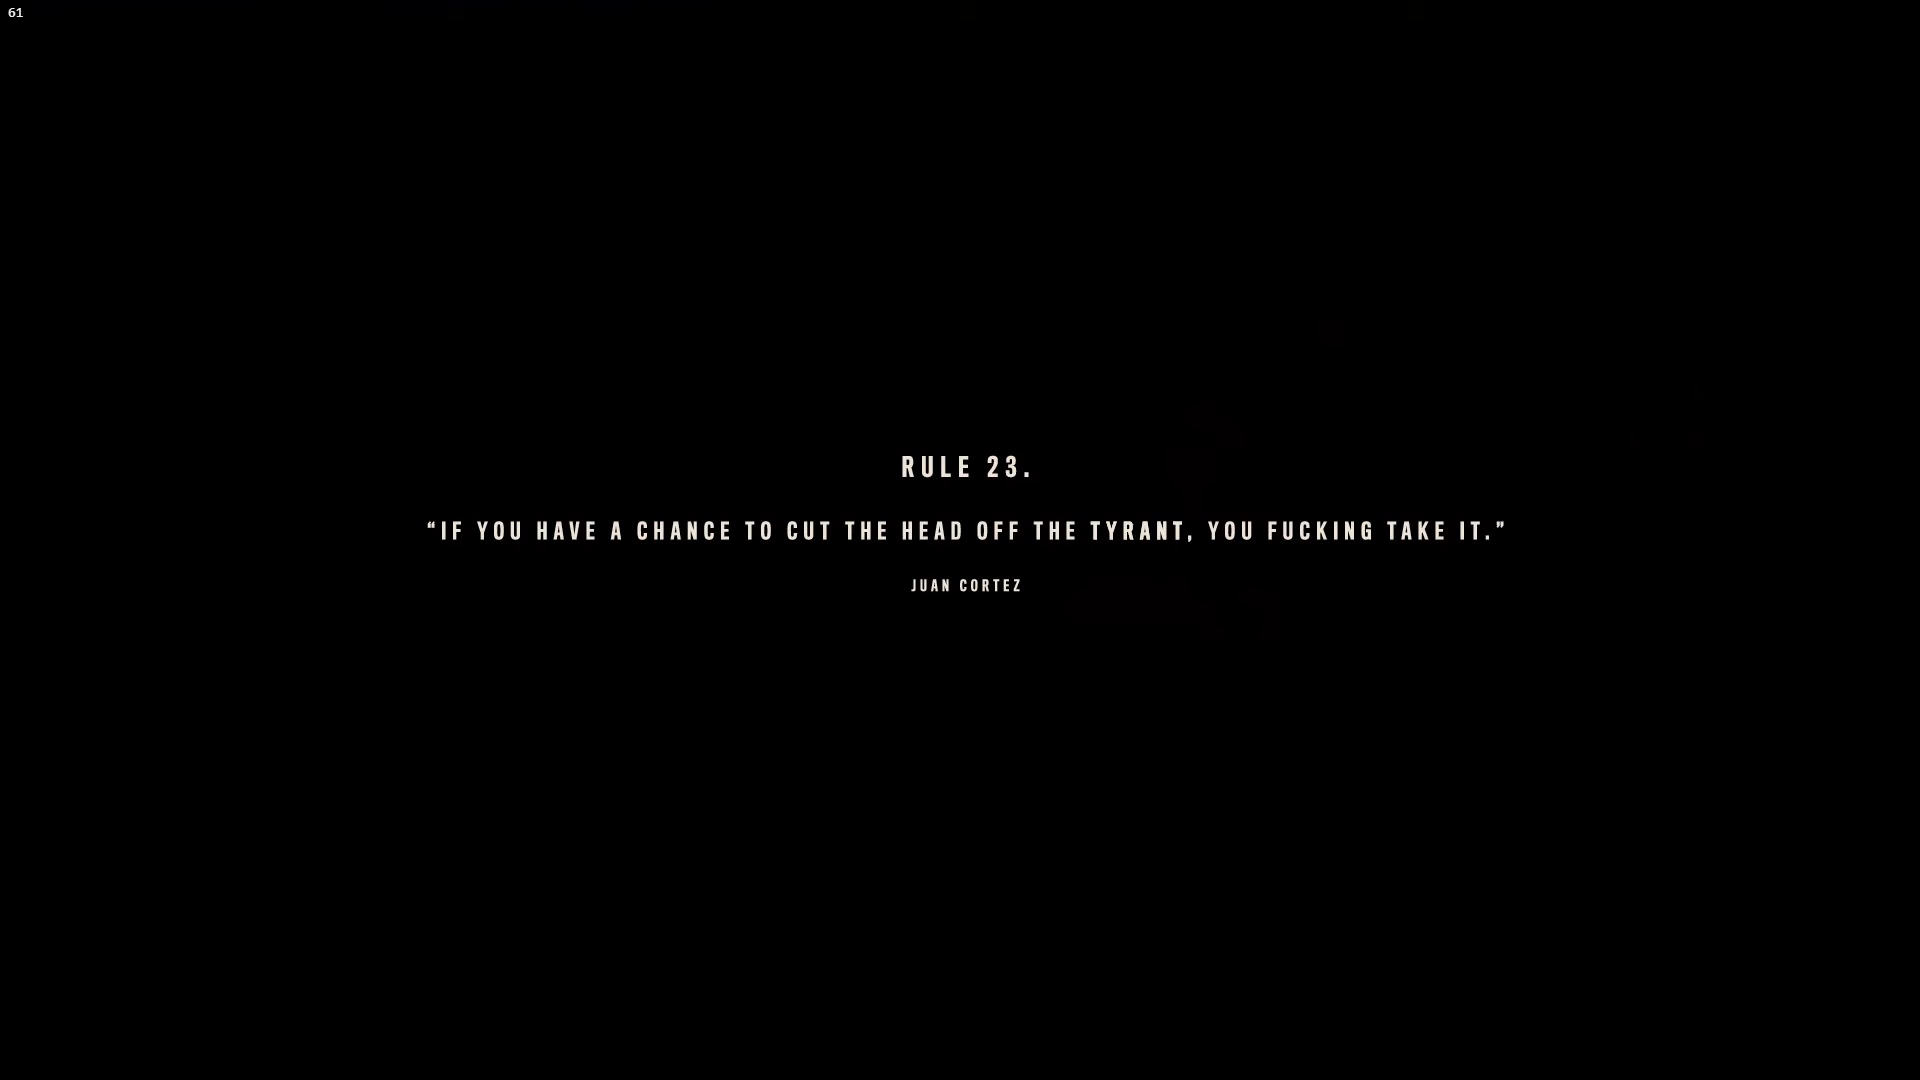 61
RULE 23.
“IF YOU HAVE A CHANCE TO CUT THE HEAD OFF THE TYRANT, YOU FUCKING TAKE IT.”
JUAN CORTEZ